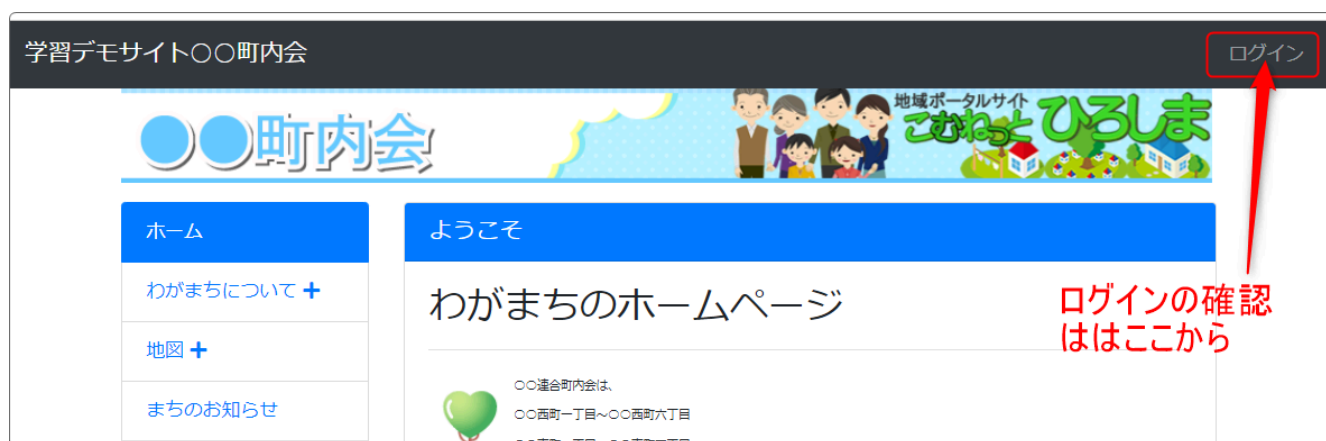 学習デモサイト〇〇町内会
ログイン
●●町内会
地域ポータルサイト
こむねっと ひろしま
ホーム
わがまちについて +
地図 +
まちのお知らせ
ようこそ
わがまちのホームページ
〇〇連合町内会は、
〇〇西町一丁目～〇〇西町六丁目
ログインの確認
ははここから